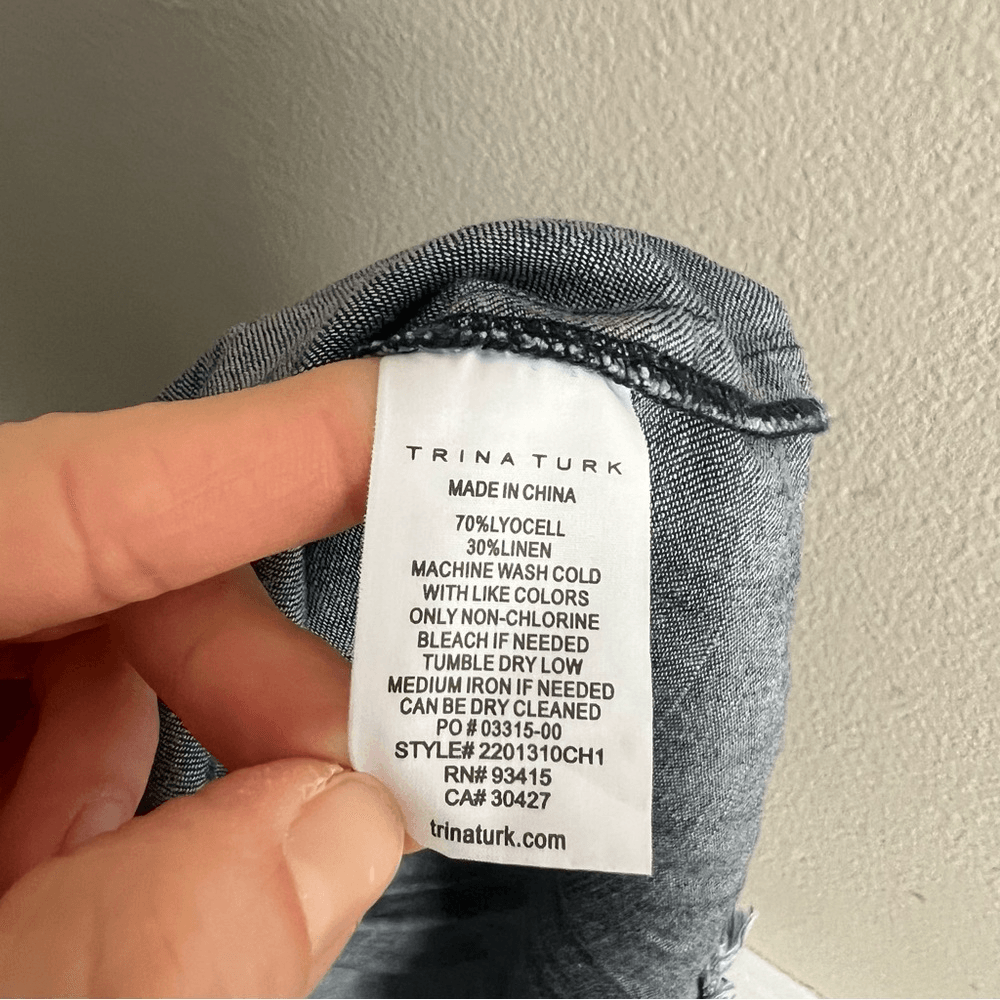 TRINA TURK
MADE IN CHINA
70%LYOCELL
30%LINEN
MACHINE WASH COLD
WITH LIKE COLORS
ONLY NON-CHLORINE
BLEACH IF NEEDED
TUMBLE DRY LOW
MEDIUM IRON IF NEEDED
CAN BE DRY CLEANED
PO # 03315-00
STYLE# 2201310CH1
RN# 93415
CA# 30427
trinaturk.com